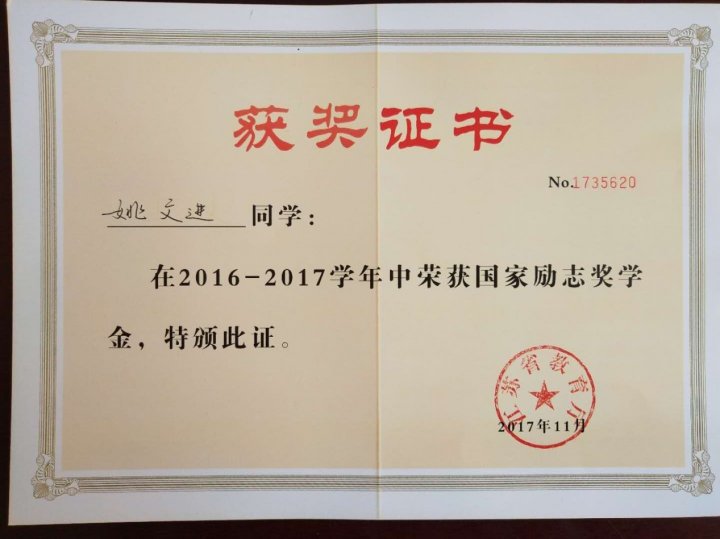 获奖证书
No.1735620
姚文进 同学：
在2016-2017学年中荣获国家励志奖学
金，特颁此证。
江苏省教育厅
2017年11月